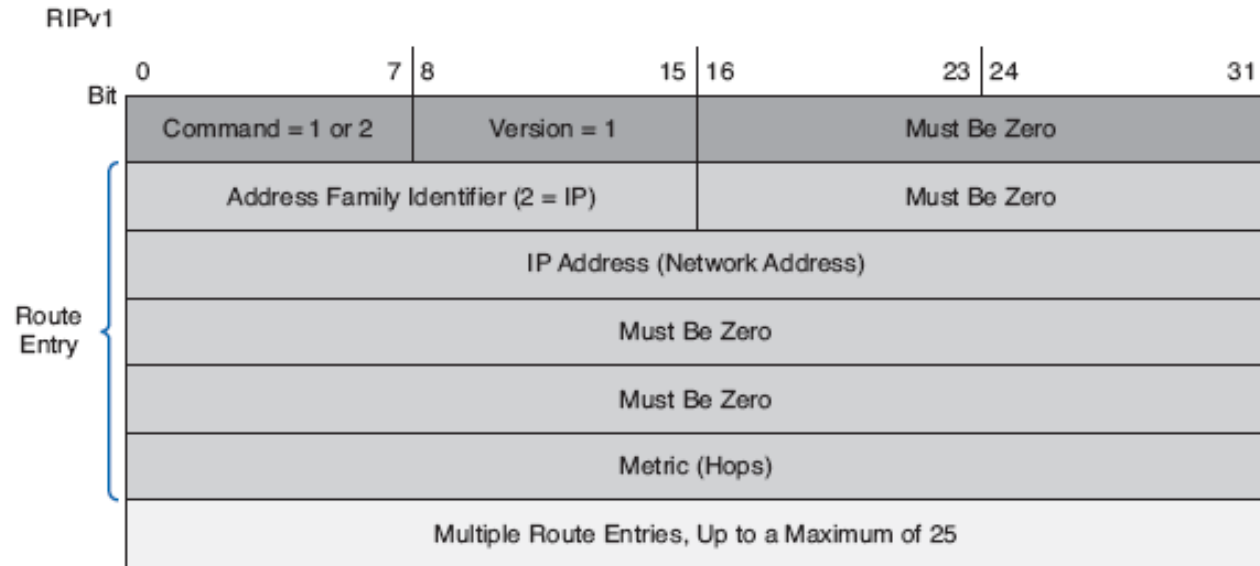 RIPv1
0 7 8 15 16 23 24 31
Bit
Command = 1 or 2 Version = 1 Must Be Zero
Address Family Identifier (2 = IP) Must Be Zero
IP Address (Network Address)
Route
Entry
Must Be Zero
Must Be Zero
Metric (Hops)
Multiple Route Entries, Up to a Maximum of 25